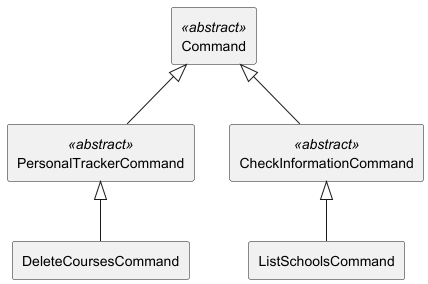 «abstract»
Command
«abstract»
PersonalTrackerCommand
«abstract»
CheckInformationCommand
DeleteCoursesCommand
ListSchoolsCommand